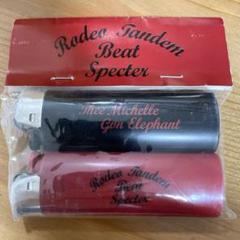 Rodeo Tandem
Beat
Specter
Thee Michelle
Gun Elephant
Rodeo Tandem
Beat
Specter